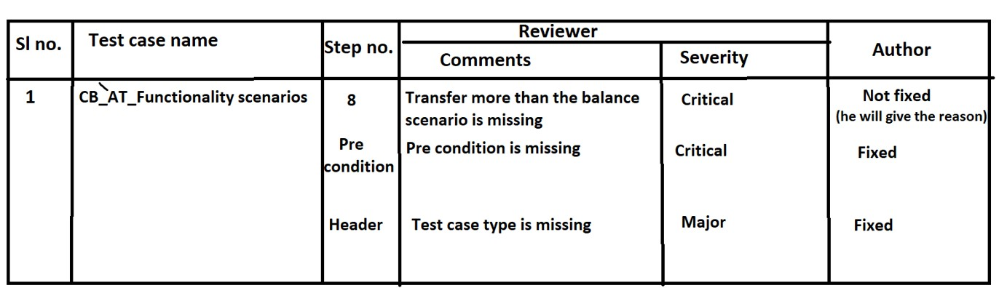 Sl no.
Test case name
Step no.
Reviewer
Comments
Severity
Author
1
CB_AT_Functionality scenarios
8
Transfer more than the balance
scenario is missing
Critical
Not fixed
(he will give the reason)
Pre
condition
Pre condition is missing
Critical
Fixed
Header
Test case type is missing
Major
Fixed